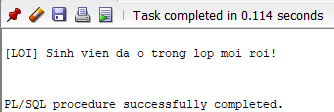 Task completed in 0.114 seconds
[LOI] Sinh vien da o trong lop moi roi!
PL/SQL procedure successfully completed.